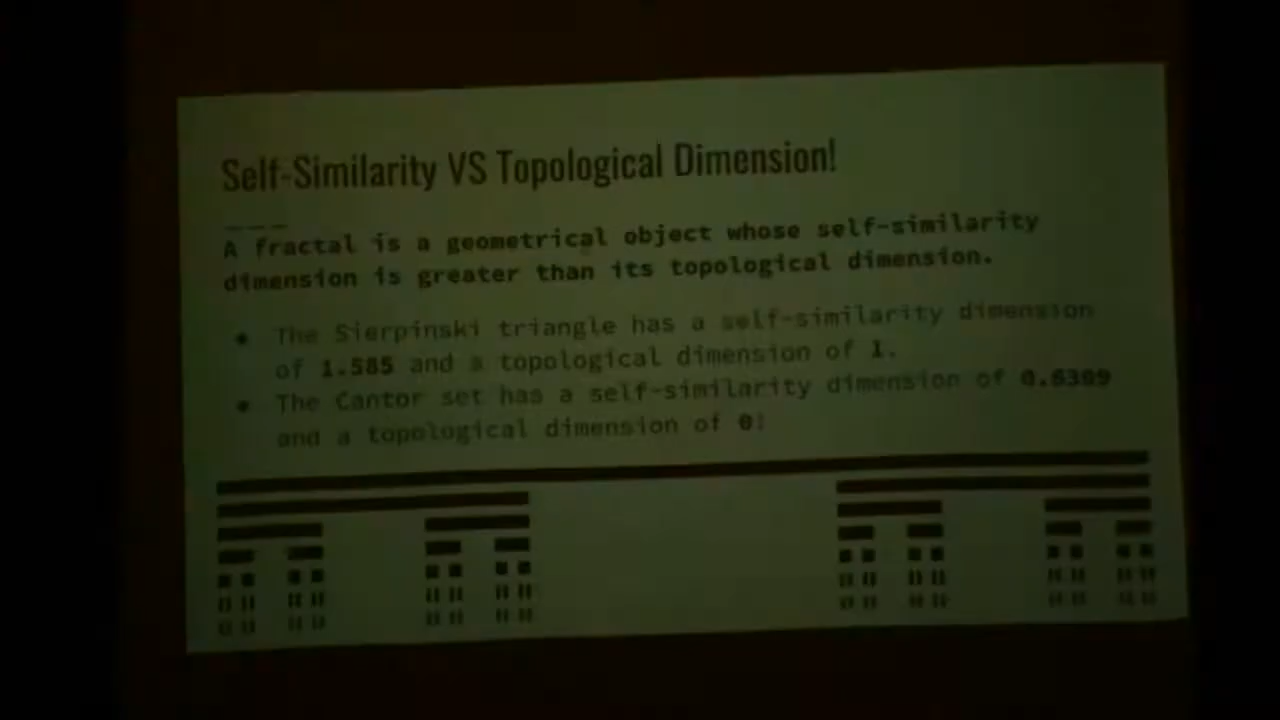 Self-Similarity VS Topological Dimension!
A fractal is a geometrical object whose self-similarity
dimension is greater than its topological dimension.
• The Sierpinski triangle has a self-similarity dimension
of 1.585 and a topological dimension of 1.
• The Cantor set has a self-similarity dimension of 0.6309
and a topological dimension of 0!